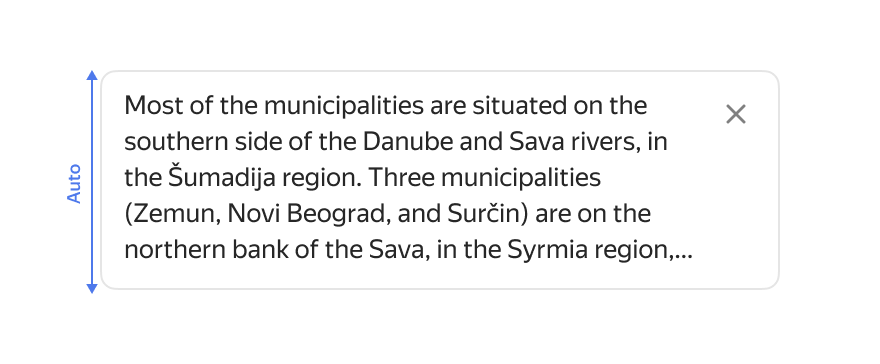 Most of the municipalities are situated on the
southern side of the Danube and Sava rivers, in
the Šumadija region. Three municipalities
(Zemun, Novi Beograd, and Surčin) are on the
northern bank of the Sava, in the Syrmia region,...
Auto